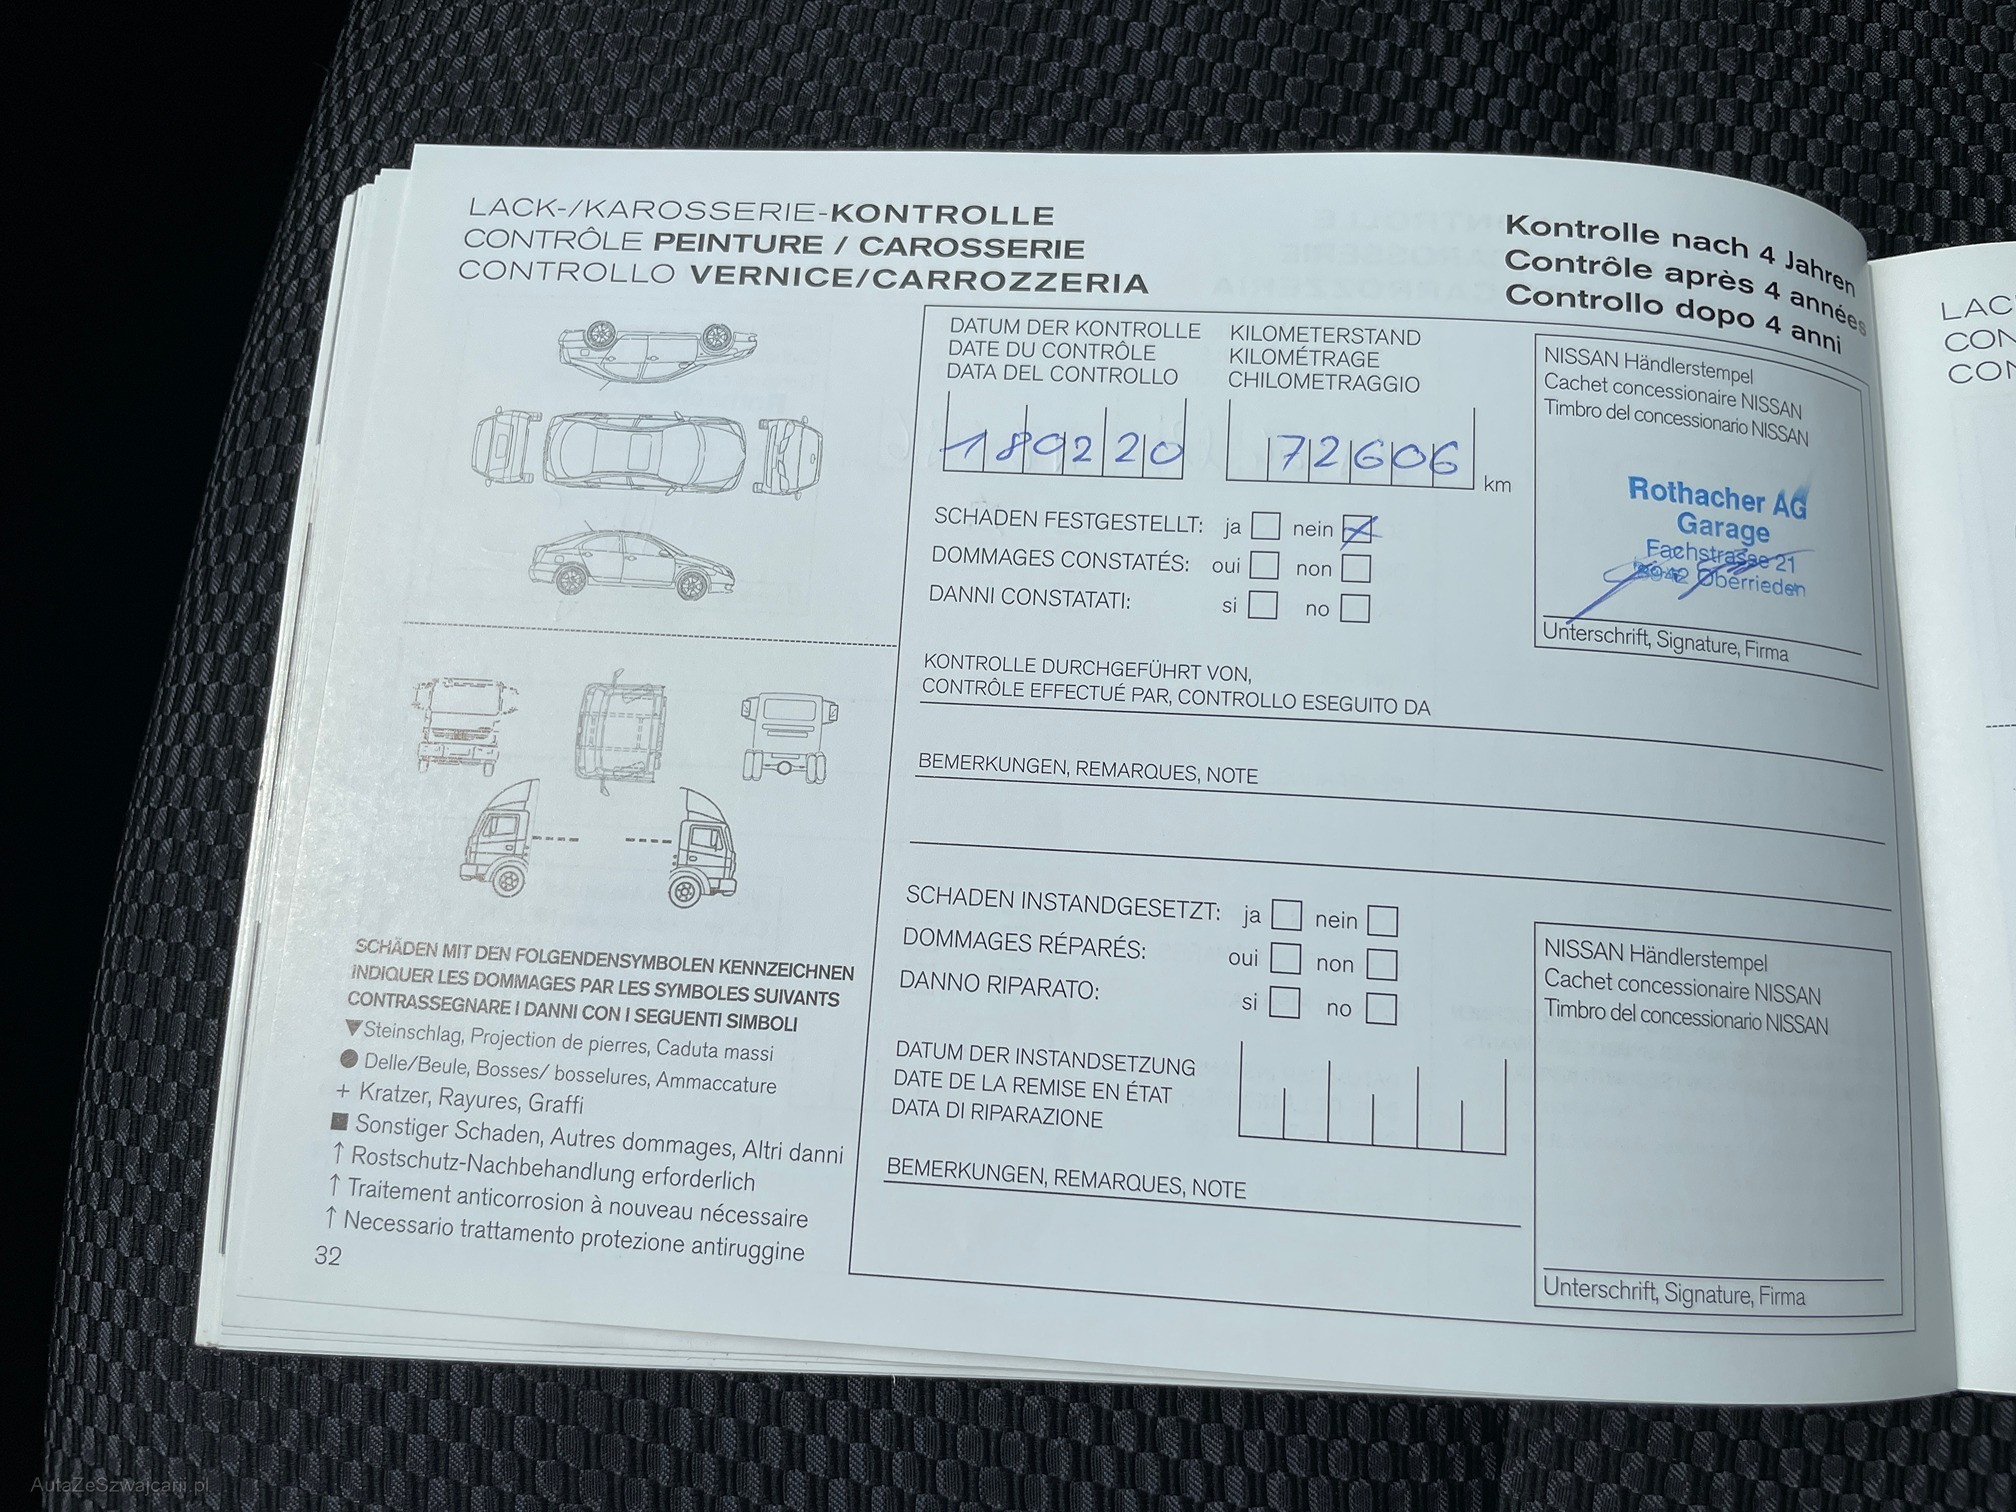 LACK-/KAROSSERIE-KONTROLLE
CONTRÔLE PEINTURE / CAROSSERIE
CONTROLLO VERNICE/CARROZZERIA
Kontrolle nach 4 Jahren
Contrôle après 4 années
Controllo dopo 4 anni
DATUM DER KONTROLLE
DATE DU CONTRÔLE
DATA DEL CONTROLLO
180220
KILOMETERSTAND
KILOMÉTRAGE
CHILOMETRAGGIO
72606 km
NISSAN Händlerstempel
Cachet concessionaire NISSAN
Timbro del concessionario NISSAN
Rothacher AG
Garage
Fachstrasse 21
8942 Oberrieden
Unterschrift, Signature, Firma
SCHADEN FESTGESTELLT: ja nein
DOMMAGES CONSTATÉS: oui non
DANNI CONSTATATI: si no
KONTROLLE DURCHGEFÜHRT VON,
CONTRÔLE EFFECTUÉ PAR, CONTROLLO ESEGUITO DA
BEMERKUNGEN, REMARQUES, NOTE
SCHADEN INSTANDGESETZT: ja nein
DOMMAGES RÉPARÉS: oui non
DANNO RIPARATO: si no
DATUM DER INSTANDSETZUNG
DATE DE LA REMISE EN ÉTAT
DATA DI RIPARAZIONE
BEMERKUNGEN, REMARQUES, NOTE
NISSAN Händlerstempel
Cachet concessionaire NISSAN
Timbro del concessionario NISSAN
Unterschrift, Signature, Firma
SCHÄDEN MIT DEN FOLGENDENSYMBOLEN KENNZEICHNEN
INDIQUER LES DOMMAGES PAR LES SYMBOLES SUIVANTS
CONTRASSEGNARE I DANNI CON I SEGUENTI SIMBOLI
▼ Steinschlag, Projection de pierres, Caduta massi
● Delle/Beule, Bosses/ bosselures, Ammaccature
+ Kratzer, Rayures, Graffi
■ Sonstiger Schaden, Autres dommages, Altri danni
↑ Rostschutz-Nachbehandlung erforderlich
↑ Traitement anticorrosion à nouveau nécessaire
↑ Necessario trattamento protezione antiruggine
32
LAC
CON
CON
AutaZeSzwajcarii.pl